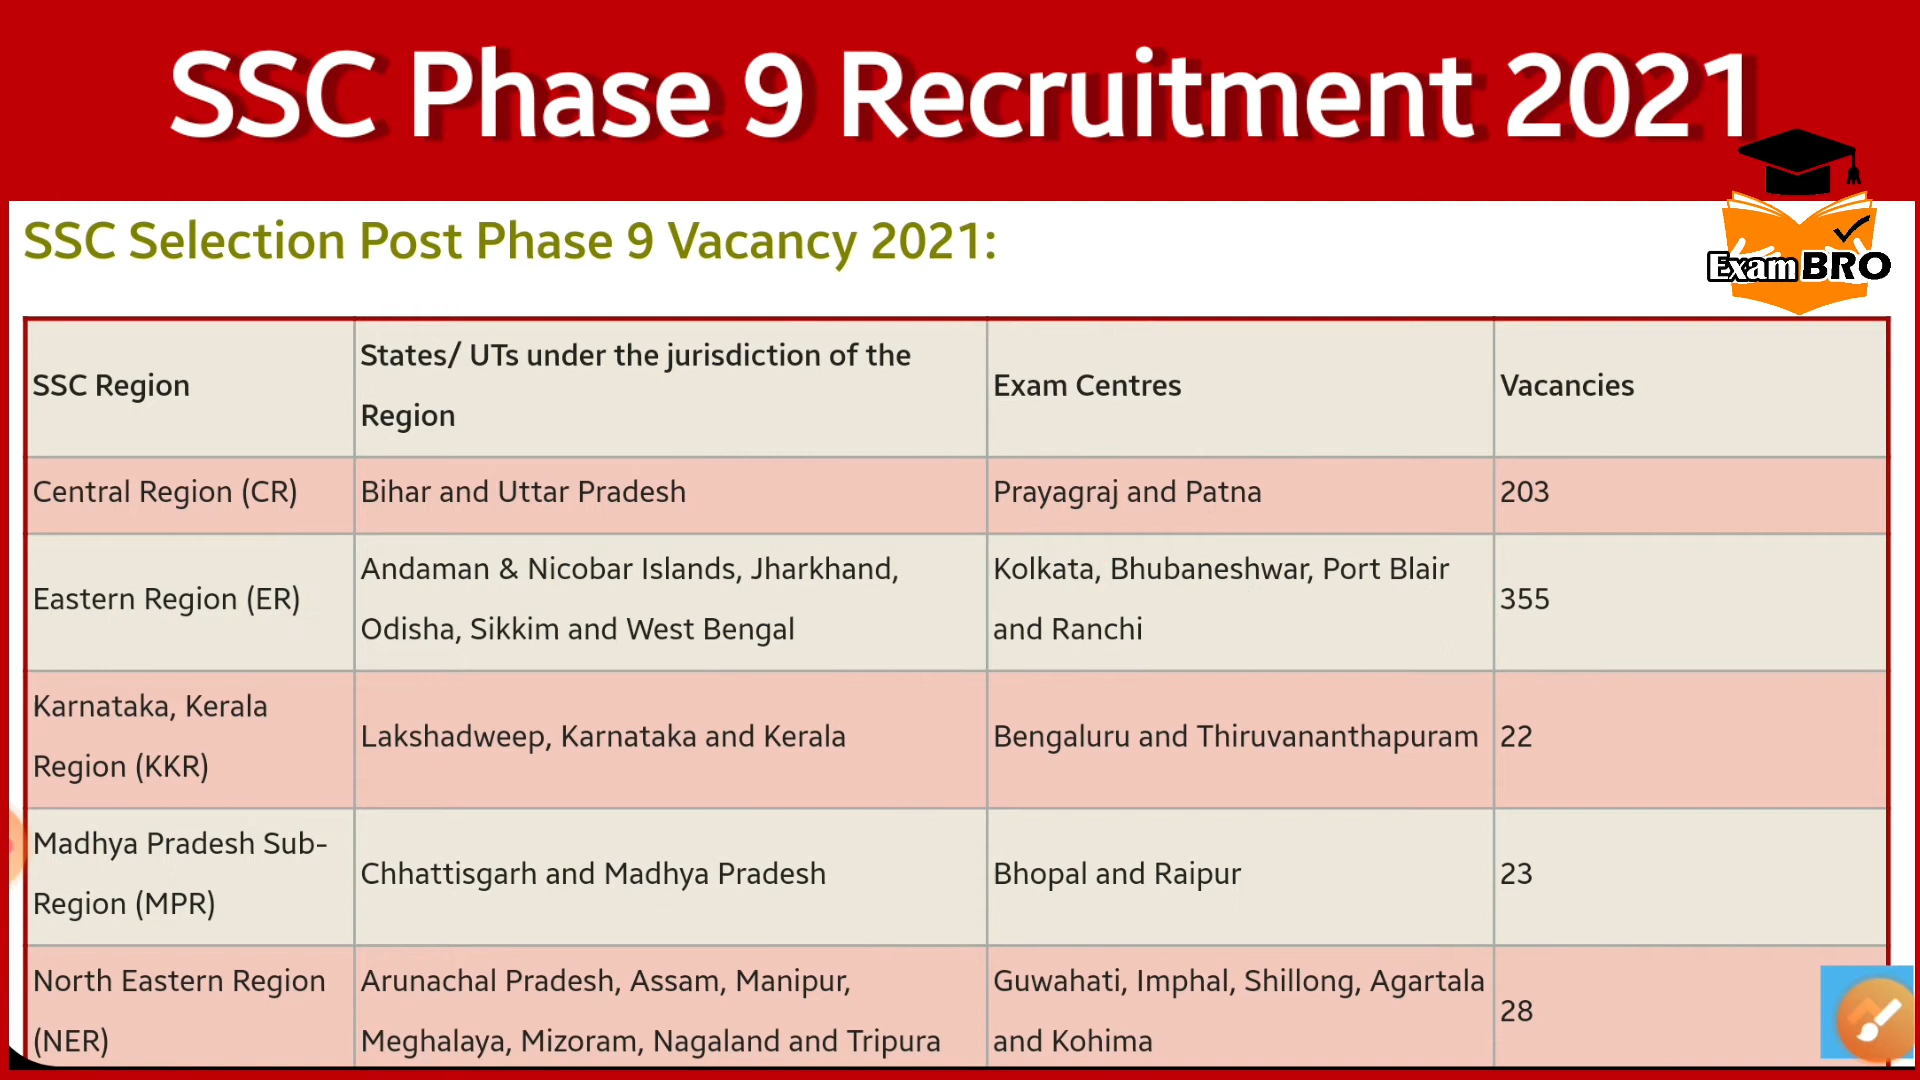 SSC Phase 9 Recruitment 2021
SSC Selection Post Phase 9 Vacancy 2021:
Exam BRO
SSC Region
States/ UTs under the jurisdiction of the
Region
Exam Centres
Vacancies
Central Region (CR)
Bihar and Uttar Pradesh
Prayagraj and Patna
203
Eastern Region (ER)
Andaman & Nicobar Islands, Jharkhand,
Odisha, Sikkim and West Bengal
Kolkata, Bhubaneshwar, Port Blair
and Ranchi
355
Karnataka, Kerala
Region (KKR)
Lakshadweep, Karnataka and Kerala
Bengaluru and Thiruvananthapuram
22
Madhya Pradesh Sub-
Region (MPR)
Chhattisgarh and Madhya Pradesh
Bhopal and Raipur
23
North Eastern Region
(NER)
Arunachal Pradesh, Assam, Manipur,
Meghalaya, Mizoram, Nagaland and Tripura
Guwahati, Imphal, Shillong, Agartala
and Kohima
28